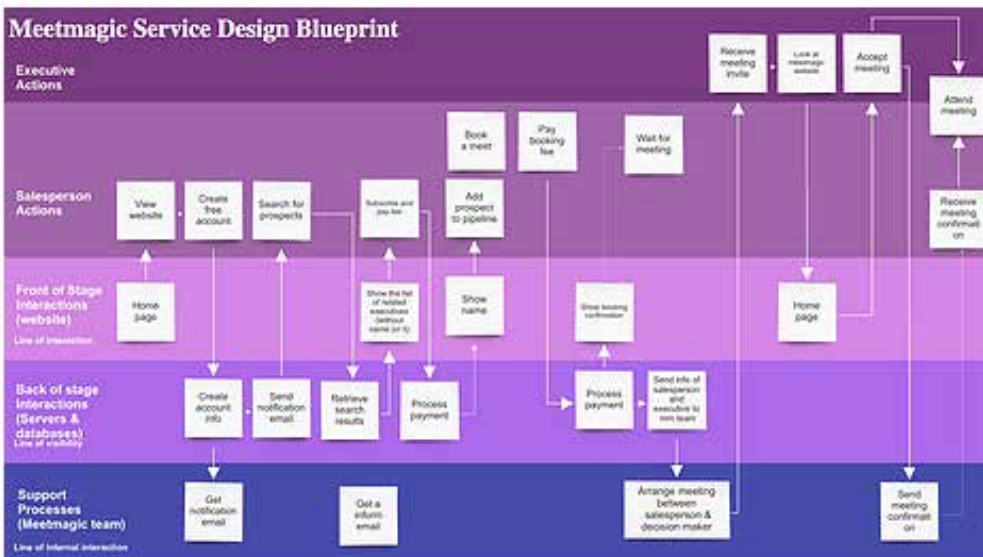 Meetmagic Service Design Blueprint
Executive
Actions
Receive
meeting
invite
Look at
meetmagic
website
Accept
meeting
Attend
meeting
Salesperson
Actions
View
website
Create
free
account
Search for
prospects
Subscribe and
pay fee
Book
a meet
Add
prospect
to pipeline
Pay
booking
fee
Wait for
meeting
Receive
meeting
confirmati
on
Front of Stage
Interactions
(website)
Line of interaction
Home
page
Show the list
of related
executives
(without
name
Show
name
Show booking
confirmation
Home
page
Back of stage
Interactions
(Servers &
databases)
Line of visibility
Create
account
info
Send
notification
email
Retrieve
search
results
Process
payment
Process
payment
Send info of
salesperson
and
executive to
mm team
Support
Processes
(Meetmagic team)
Line of internal interaction
Get
notification
email
Get a
inform
email
Arrange meeting
between
salesperson &
decision maker
Send
meeting
confirmati
on